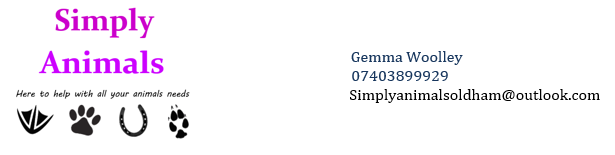 Simply
Animals
Here to help with all your animals needs
Gemma Woolley
07403899929
Simplyanimalsoldham@outlook.com